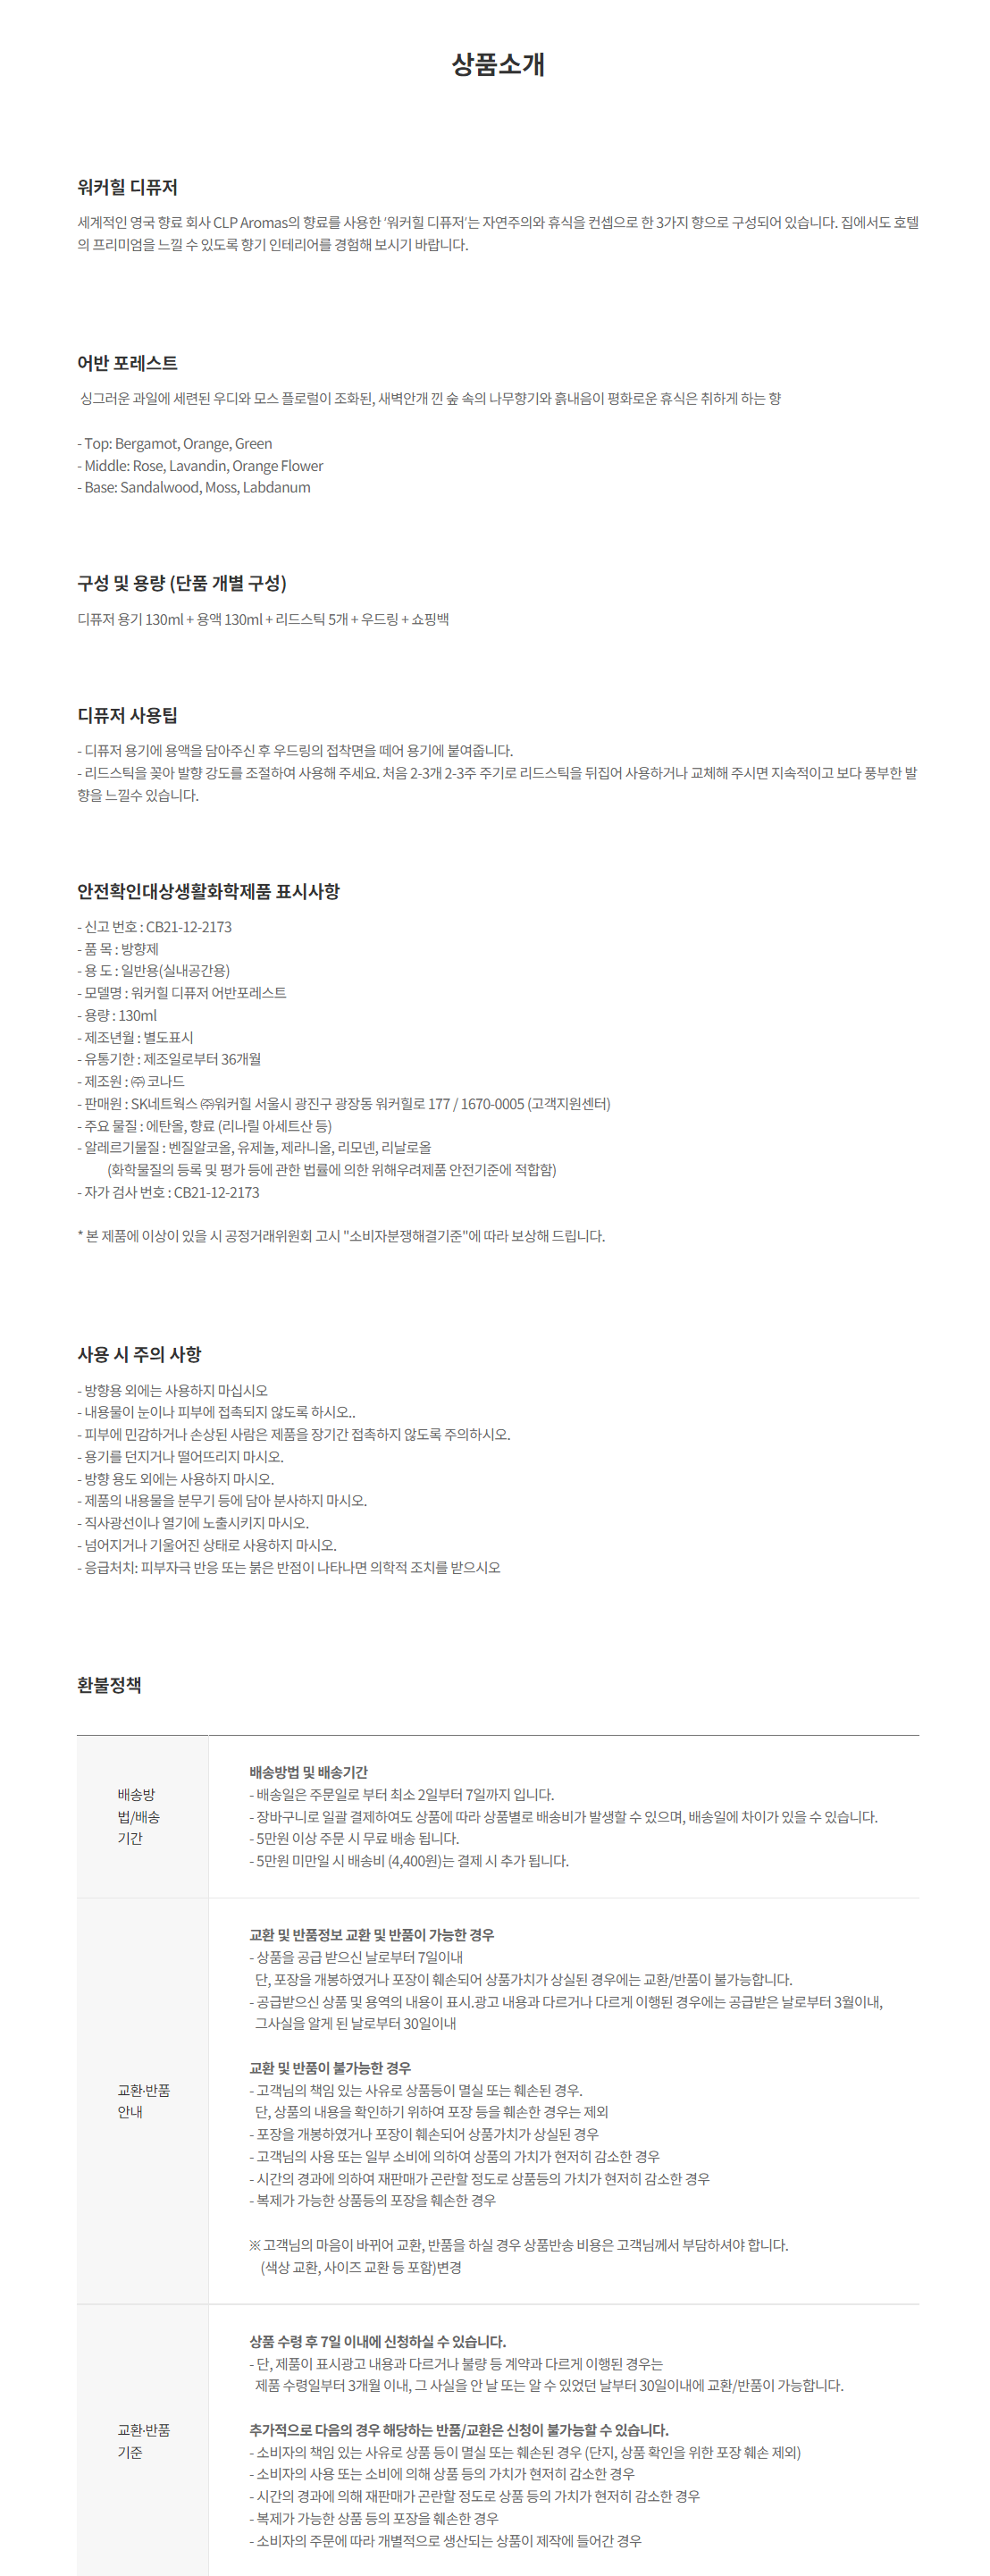 상품소개
워커힐 디퓨저
세계적인 영국 향료 회사 CLP Aromas의 향료를 사용한 '워커힐 디퓨저'는 자연주의와 휴식을 컨셉으로 한 3가지 향으로 구성되어 있습니다. 집에서도 호텔
의 프리미엄을 느낄 수 있도록 향기 인테리어를 경험해 보시기 바랍니다.
어반 포레스트
싱그러운 과일에 세련된 우디와 모스 플로럴이 조화된, 새벽안개 낀 숲 속의 나무향기와 흙내음이 평화로운 휴식은 취하게 하는 향
- Top: Bergamot, Orange, Green
- Middle: Rose, Lavandin, Orange Flower
- Base: Sandalwood, Moss, Labdanum
구성 및 용량 (단품 개별 구성)
디퓨저 용기 130ml + 용액 130ml + 리드스틱 5개 + 우드링 + 쇼핑백
디퓨저 사용팁
- 디퓨저 용기에 용액을 담아주신 후 우드링의 접착면을 떼어 용기에 붙여줍니다.
- 리드스틱을 꽂아 발향 강도를 조절하여 사용해 주세요. 처음 2-3개 2-3주 주기로 리드스틱을 뒤집어 사용하거나 교체해 주시면 지속적이고 보다 풍부한 발
향을 느낄수 있습니다.
안전확인대상생활화학제품 표시사항
- 신고 번호 : CB21-12-2173
- 품 목 : 방향제
- 용 도 : 일반용(실내공간용)
- 모델명 : 워커힐 디퓨저 어반포레스트
- 용량 : 130ml
- 제조년월 : 별도표시
- 유통기한 : 제조일로부터 36개월
- 제조원 : ㈜ 코나드
- 판매원 : SK네트웍스 ㈜워커힐 서울시 광진구 광장동 워커힐로 177 / 1670-0005 (고객지원센터)
- 주요 물질 : 에탄올, 향료 (리나릴 아세트산 등)
- 알레르기물질 : 벤질알코올, 유제놀, 제라니올, 리모넨, 리날로올
(화학물질의 등록 및 평가 등에 관한 법률에 의한 위해우려제품 안전기준에 적합함)
- 자가 검사 번호 : CB21-12-2173
* 본 제품에 이상이 있을 시 공정거래위원회 고시 "소비자분쟁해결기준"에 따라 보상해 드립니다.
사용 시 주의 사항
- 방향용 외에는 사용하지 마십시오
- 내용물이 눈이나 피부에 접촉되지 않도록 하시오..
- 피부에 민감하거나 손상된 사람은 제품을 장기간 접촉하지 않도록 주의하시오.
- 용기를 던지거나 떨어뜨리지 마시오.
- 방향 용도 외에는 사용하지 마시오.
- 제품의 내용물을 분무기 등에 담아 분사하지 마시오.
- 직사광선이나 열기에 노출시키지 마시오.
- 넘어지거나 기울어진 상태로 사용하지 마시오.
- 응급처치: 피부자극 반응 또는 붉은 반점이 나타나면 의학적 조치를 받으시오
환불정책
배송방
법/배송
기간
배송방법 및 배송기간
- 배송일은 주문일로 부터 최소 2일부터 7일까지 입니다.
- 장바구니로 일괄 결제하여도 상품에 따라 상품별로 배송비가 발생할 수 있으며, 배송일에 차이가 있을 수 있습니다.
- 5만원 이상 주문 시 무료 배송 됩니다.
- 5만원 미만일 시 배송비 (4,400원)는 결제 시 추가 됩니다.
교환·반품
안내
교환 및 반품정보 교환 및 반품이 가능한 경우
- 상품을 공급 받으신 날로부터 7일이내
단, 포장을 개봉하였거나 포장이 훼손되어 상품가치가 상실된 경우에는 교환/반품이 불가능합니다.
- 공급받으신 상품 및 용역의 내용이 표시.광고 내용과 다르거나 다르게 이행된 경우에는 공급받은 날로부터 3월이내,
그사실을 알게 된 날로부터 30일이내
교환 및 반품이 불가능한 경우
- 고객님의 책임 있는 사유로 상품등이 멸실 또는 훼손된 경우.
단, 상품의 내용을 확인하기 위하여 포장 등을 훼손한 경우는 제외
- 포장을 개봉하였거나 포장이 훼손되어 상품가치가 상실된 경우
- 고객님의 사용 또는 일부 소비에 의하여 상품의 가치가 현저히 감소한 경우
- 시간의 경과에 의하여 재판매가 곤란할 정도로 상품등의 가치가 현저히 감소한 경우
- 복제가 가능한 상품등의 포장을 훼손한 경우
※ 고객님의 마음이 바뀌어 교환, 반품을 하실 경우 상품반송 비용은 고객님께서 부담하셔야 합니다.
(색상 교환, 사이즈 교환 등 포함)변경
교환·반품
기준
상품 수령 후 7일 이내에 신청하실 수 있습니다.
- 단, 제품이 표시광고 내용과 다르거나 불량 등 계약과 다르게 이행된 경우는
제품 수령일부터 3개월 이내, 그 사실을 안 날 또는 알 수 있었던 날부터 30일이내에 교환/반품이 가능합니다.
추가적으로 다음의 경우 해당하는 반품/교환은 신청이 불가능할 수 있습니다.
- 소비자의 책임 있는 사유로 상품 등이 멸실 또는 훼손된 경우 (단지, 상품 확인을 위한 포장 훼손 제외)
- 소비자의 사용 또는 소비에 의해 상품 등의 가치가 현저히 감소한 경우
- 시간의 경과에 의해 재판매가 곤란할 정도로 상품 등의 가치가 현저히 감소한 경우
- 복제가 가능한 상품 등의 포장을 훼손한 경우
- 소비자의 주문에 따라 개별적으로 생산되는 상품이 제작에 들어간 경우